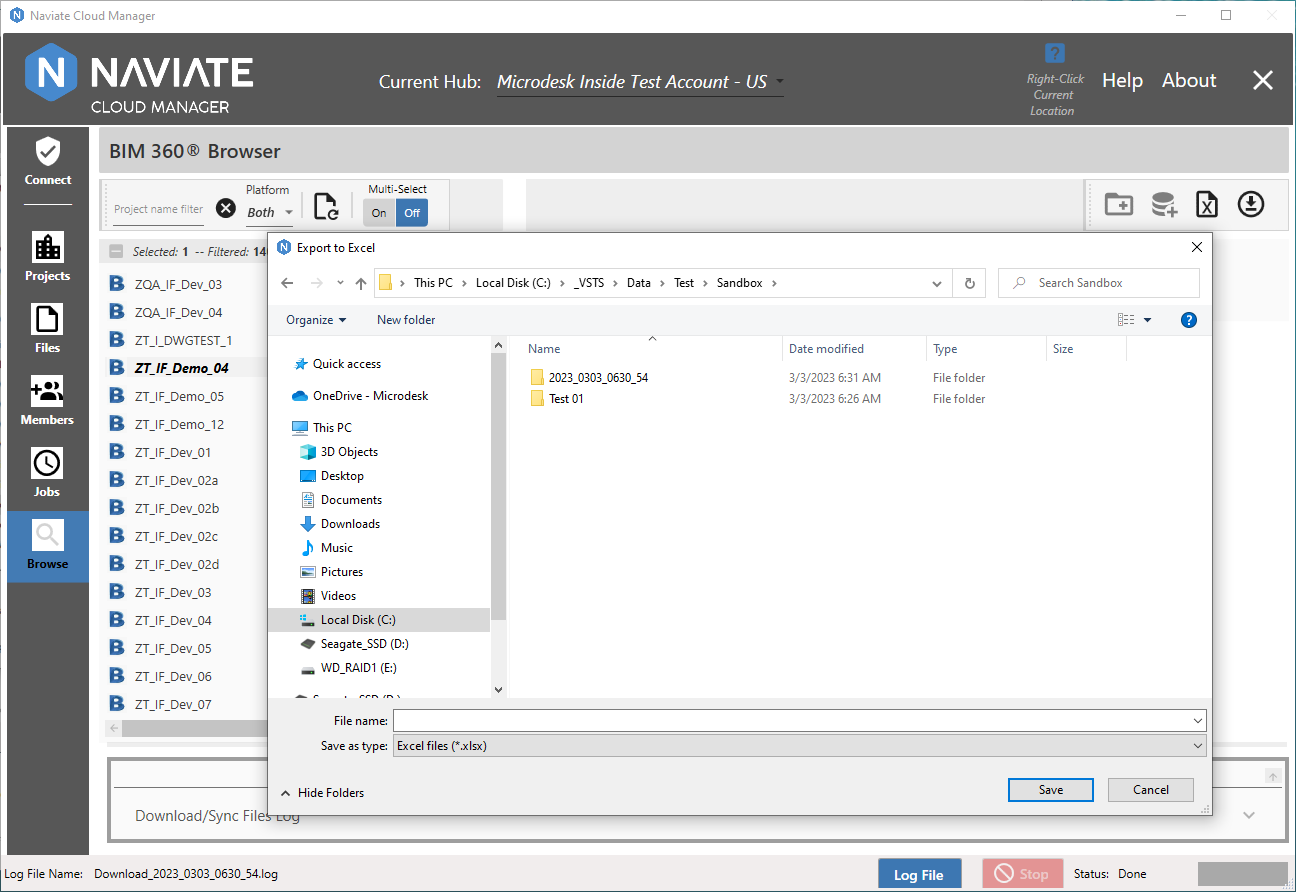 Naviate Cloud Manager
NAVIATE
CLOUD MANAGER
Current Hub: Microdesk Inside Test Account - US
?
Right-Click
Current
Location
Help
About
Connect
Projects
Files
Members
Jobs
Browse
BIM 360® Browser
Project name filter
Platform
Both
Multi-Select
On
Off
Selected: 1 -- Filtered:
ZQA_IF_Dev_03
ZQA_IF_Dev_04
ZT_I_DWGTEST_1
ZT_IF_Demo_04
ZT_IF_Demo_05
ZT_IF_Demo_12
ZT_IF_Dev_01
ZT_IF_Dev_02a
ZT_IF_Dev_02b
ZT_IF_Dev_02c
ZT_IF_Dev_02d
ZT_IF_Dev_03
ZT_IF_Dev_04
ZT_IF_Dev_05
ZT_IF_Dev_06
ZT_IF_Dev_07
Export to Excel
This PC > Local Disk (C:) > _VSTS > Data > Test > Sandbox >
Search Sandbox
Organize
New folder
?
Quick access
OneDrive - Microdesk
This PC
3D Objects
Desktop
Documents
Downloads
Music
Pictures
Videos
Local Disk (C:)
Seagate_SSD (D:)
WD_RAID1 (E:)
Name Date modified Type Size
2023_0303_0630_54 3/3/2023 6:31 AM File folder
Test 01 3/3/2023 6:26 AM File folder
File name:
Save as type: Excel files (*.xlsx)
Hide Folders
Save
Cancel
Download/Sync Files Log
Log File Name: Download_2023_0303_0630_54.log
Log File
Stop
Status: Done